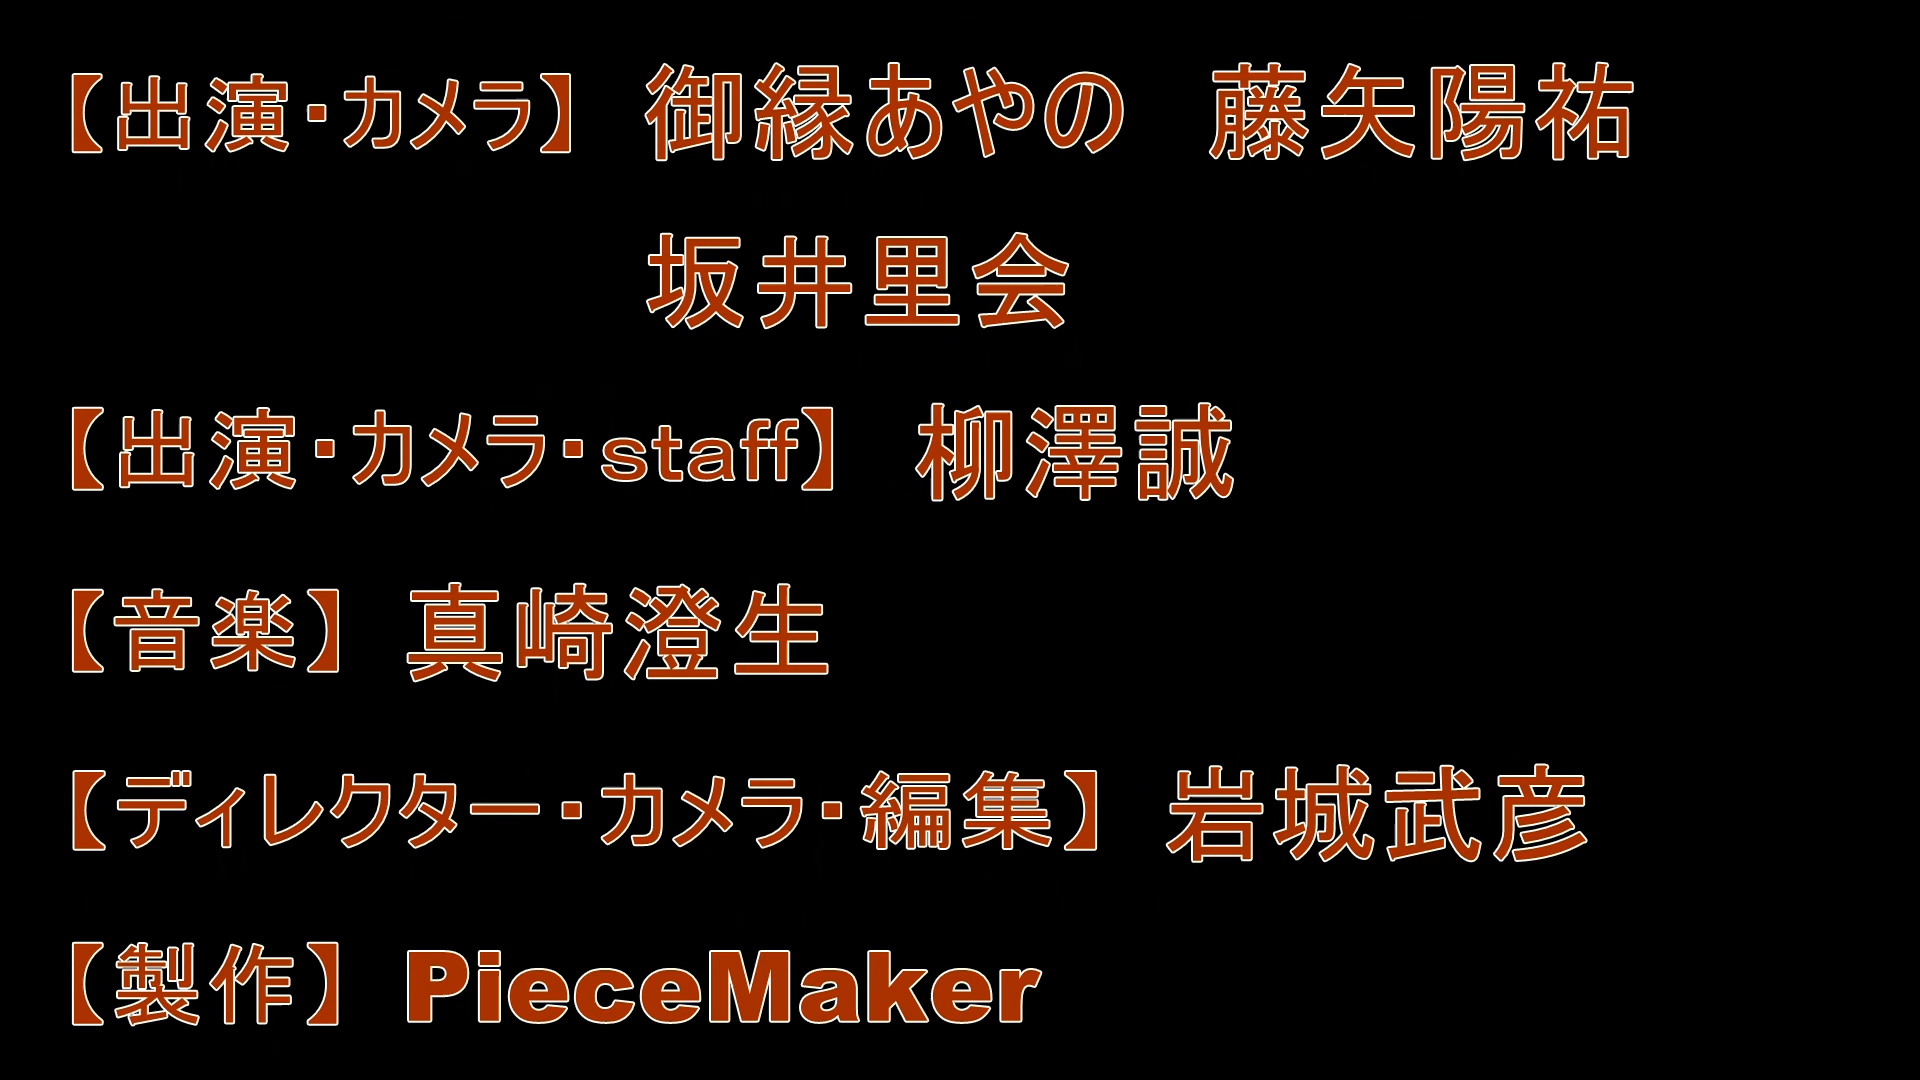 【出演・カメラ】 御縁あやの 藤矢陽祐
坂井里会
【出演・カメラ・staff】 柳澤誠
【音楽】 真崎澄生
【ディレクター・カメラ・編集】 岩城武彦
【製作】 PieceMaker